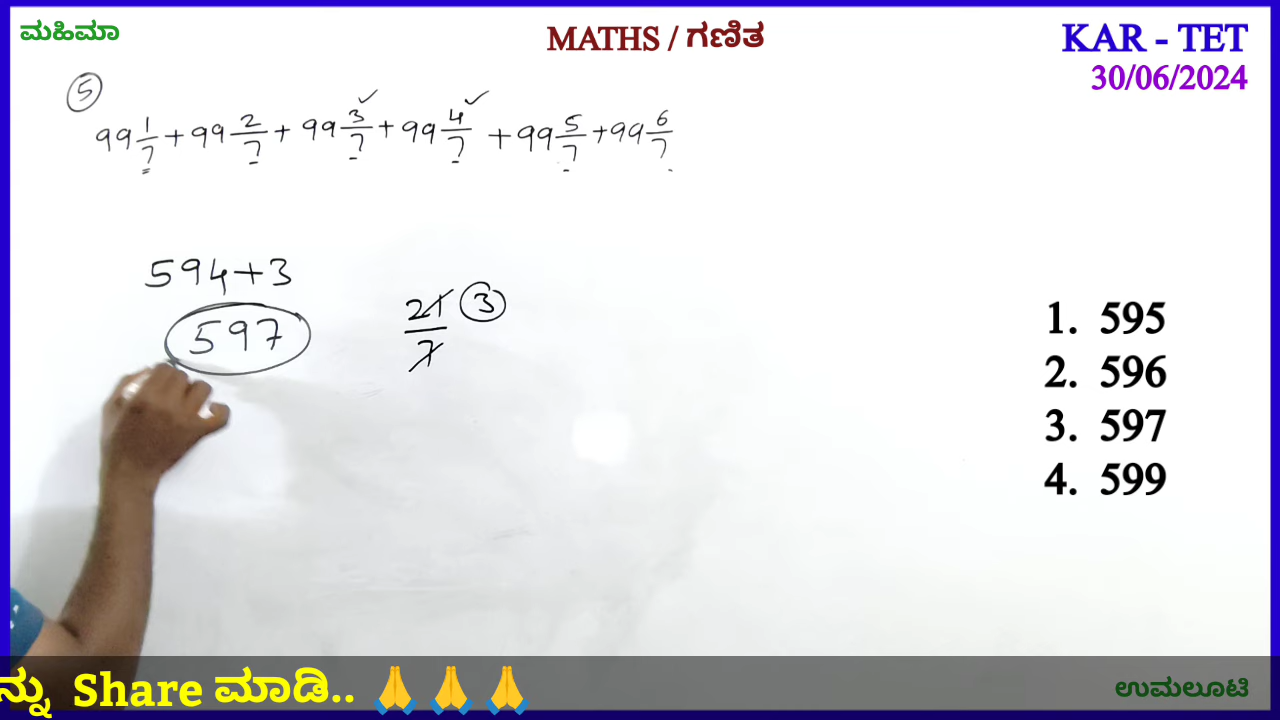 ಮಹಿಮಾ
MATHS / ಗಣಿತ
KAR - TET
30/06/2024
5
99 1/7 + 99 2/7 + 99 3/7 + 99 4/7 + 99 5/7 + 99 6/7
594+3
597
21/7 3
1. 595
2. 596
3. 597
4. 599
ನ್ನು Share ಮಾಡಿ.. 🙏🙏🙏
ಉಮಲೂಟಿ